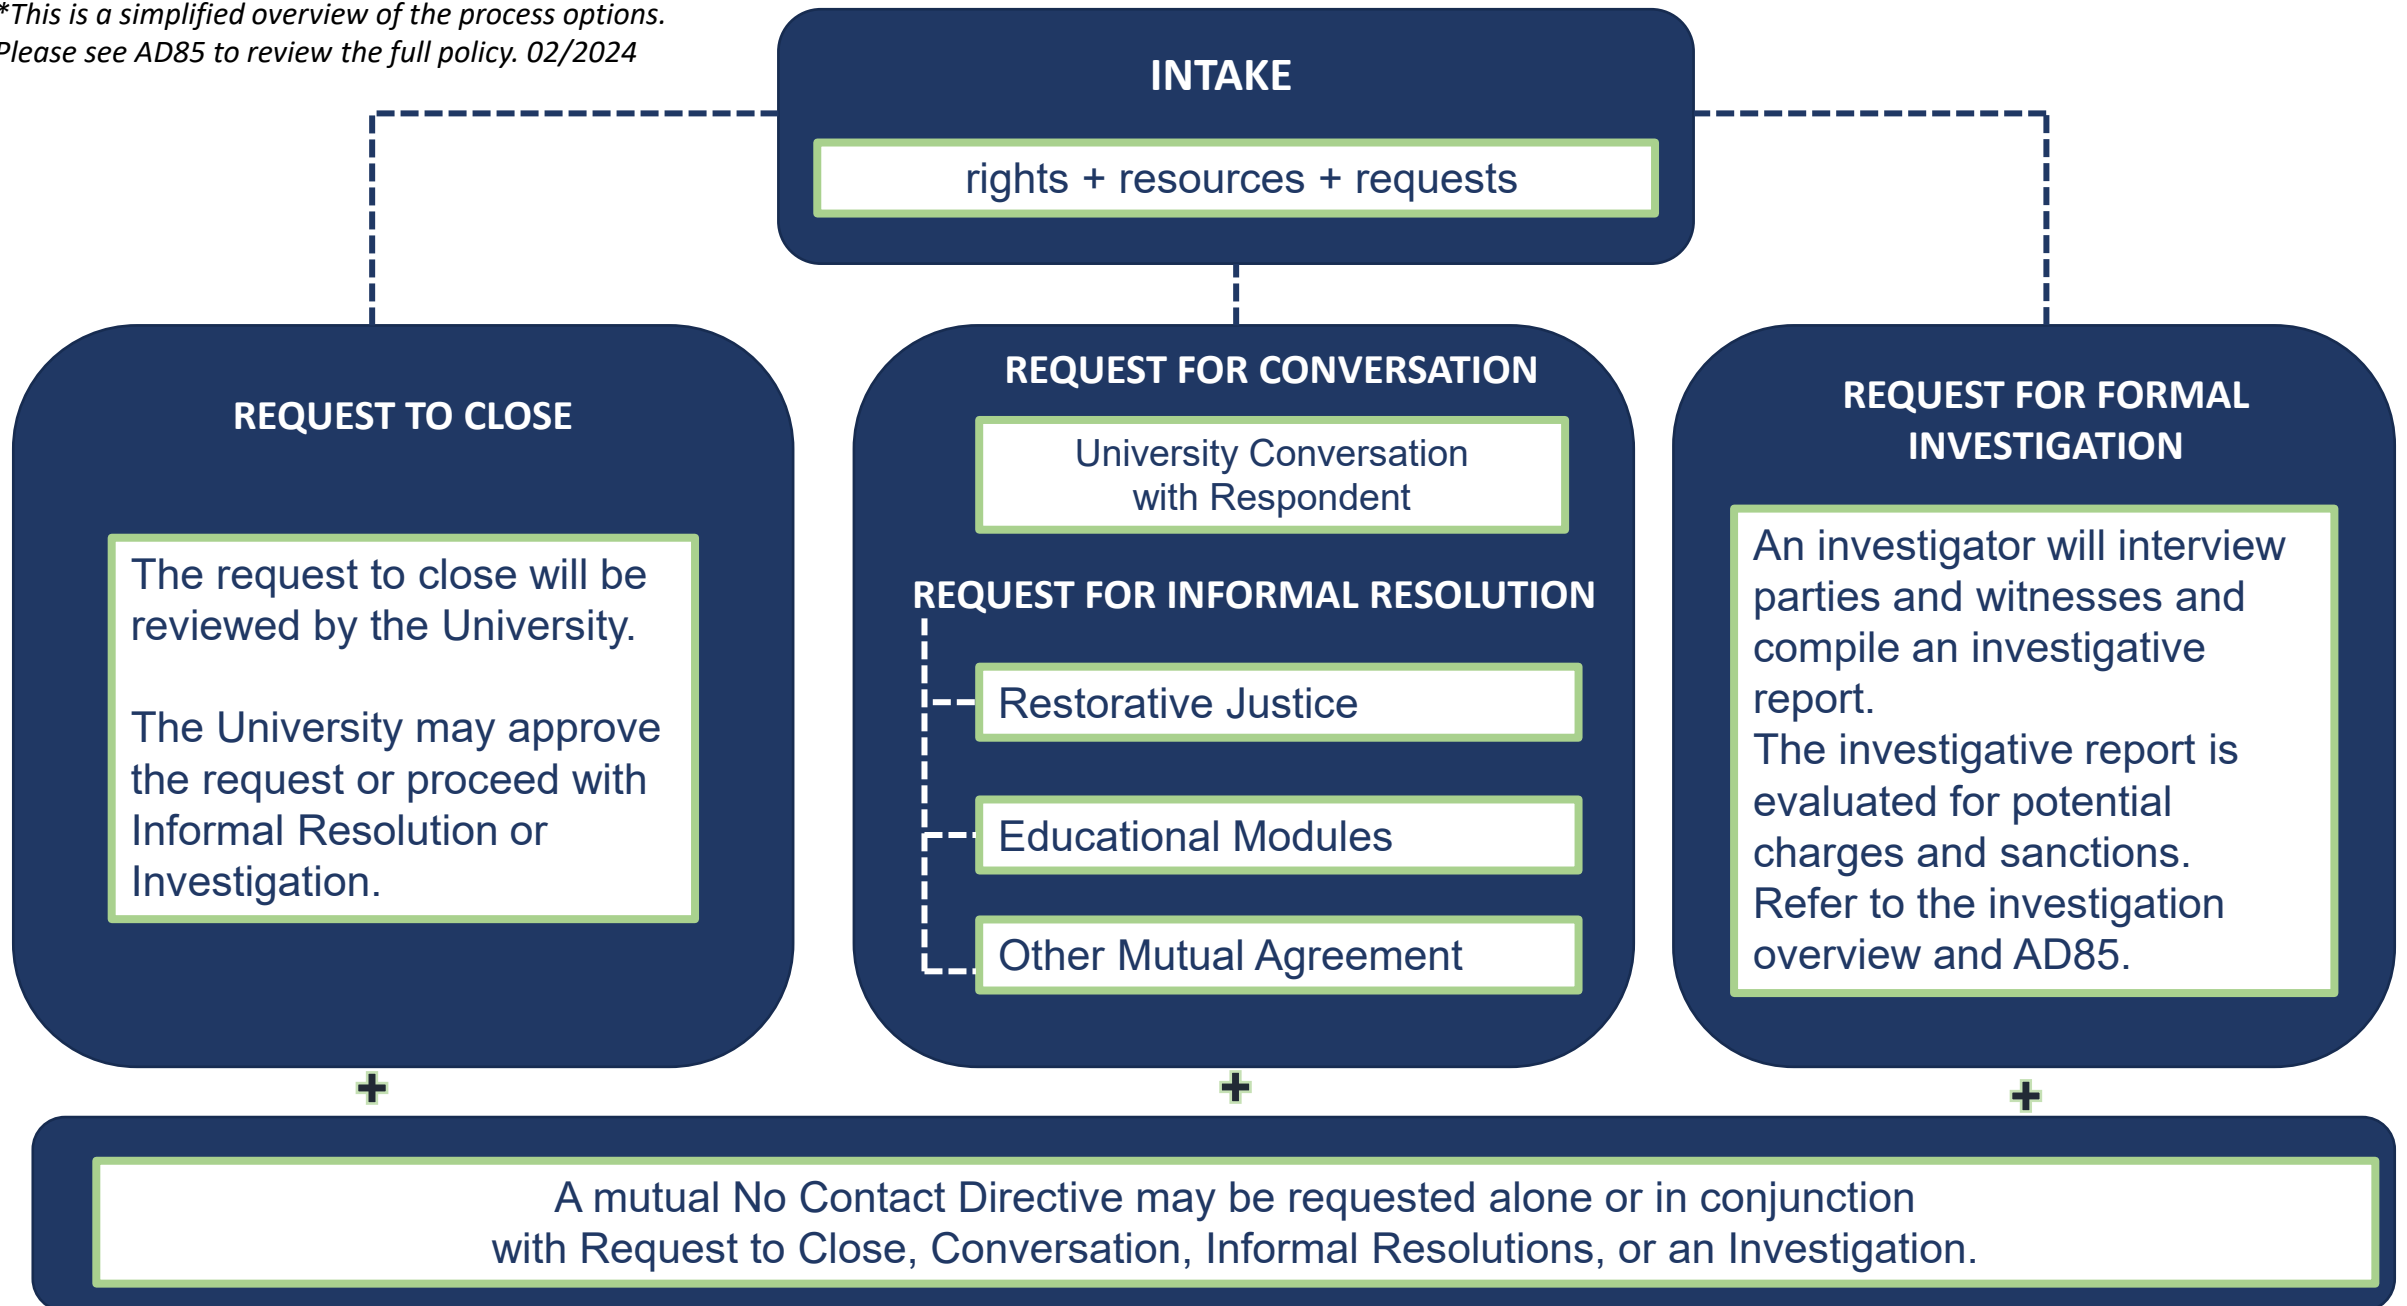 *This is a simplified overview of the process options.
Please see AD85 to review the full policy. 02/2024
INTAKE
rights + resources + requests
REQUEST TO CLOSE
The request to close will be
reviewed by the University.
The University may approve
the request or proceed with
Informal Resolution or
Investigation.
REQUEST FOR CONVERSATION
University Conversation
with Respondent
REQUEST FOR INFORMAL RESOLUTION
Restorative Justice
Educational Modules
Other Mutual Agreement
REQUEST FOR FORMAL
INVESTIGATION
An investigator will interview
parties and witnesses and
compile an investigative
report.
The investigative report is
evaluated for potential
charges and sanctions.
Refer to the investigation
overview and AD85.
+
+
+
A mutual No Contact Directive may be requested alone or in conjunction
with Request to Close, Conversation, Informal Resolutions, or an Investigation.